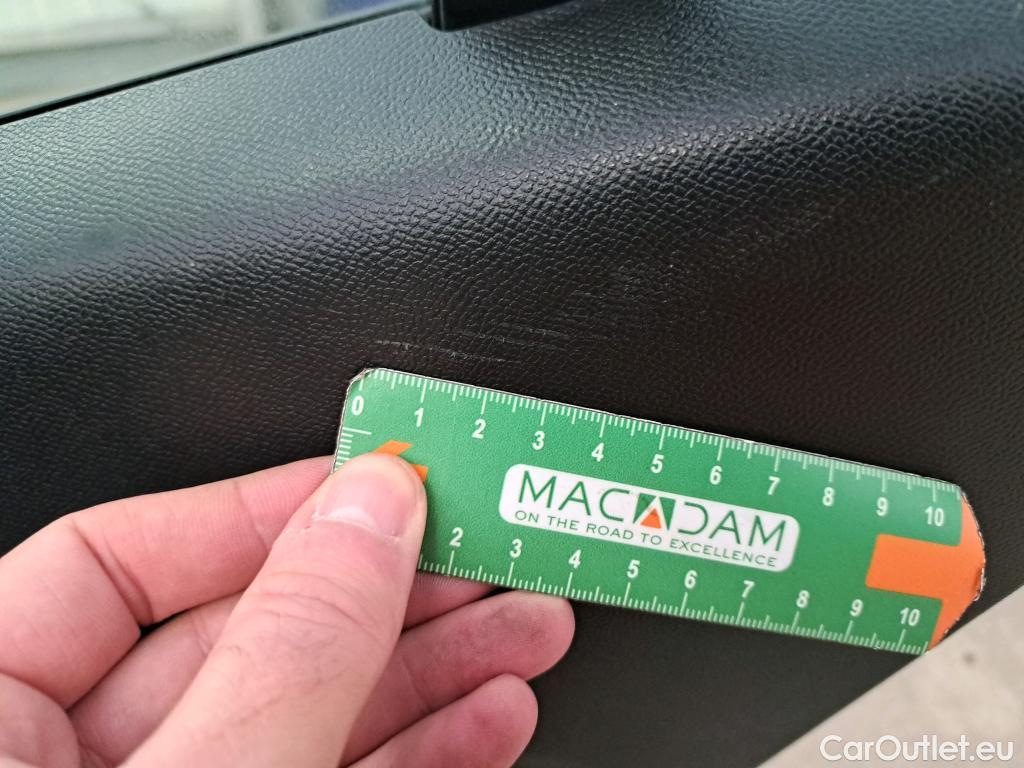 0 1 2 3 4 5 6 7 8 9 10
MACADAM
ON THE ROAD TO EXCELLENCE
2 3 4 5 6 7 8 9 10
CarOutlet.eu